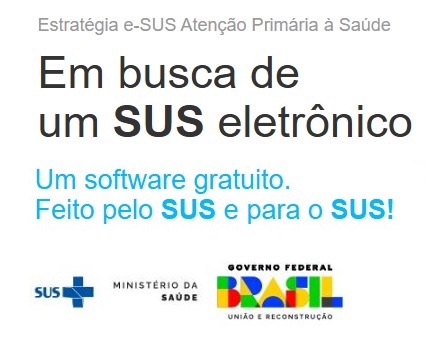 Estratégia e-SUS Atenção Primária à Saúde
Em busca de
um SUS eletrônico
Um software gratuito.
Feito pelo SUS e para o SUS!
SUS
MINISTÉRIO DA
SAÚDE
GOVERNO FEDERAL
BRASIL
UNIÃO E RECONSTRUÇÃO